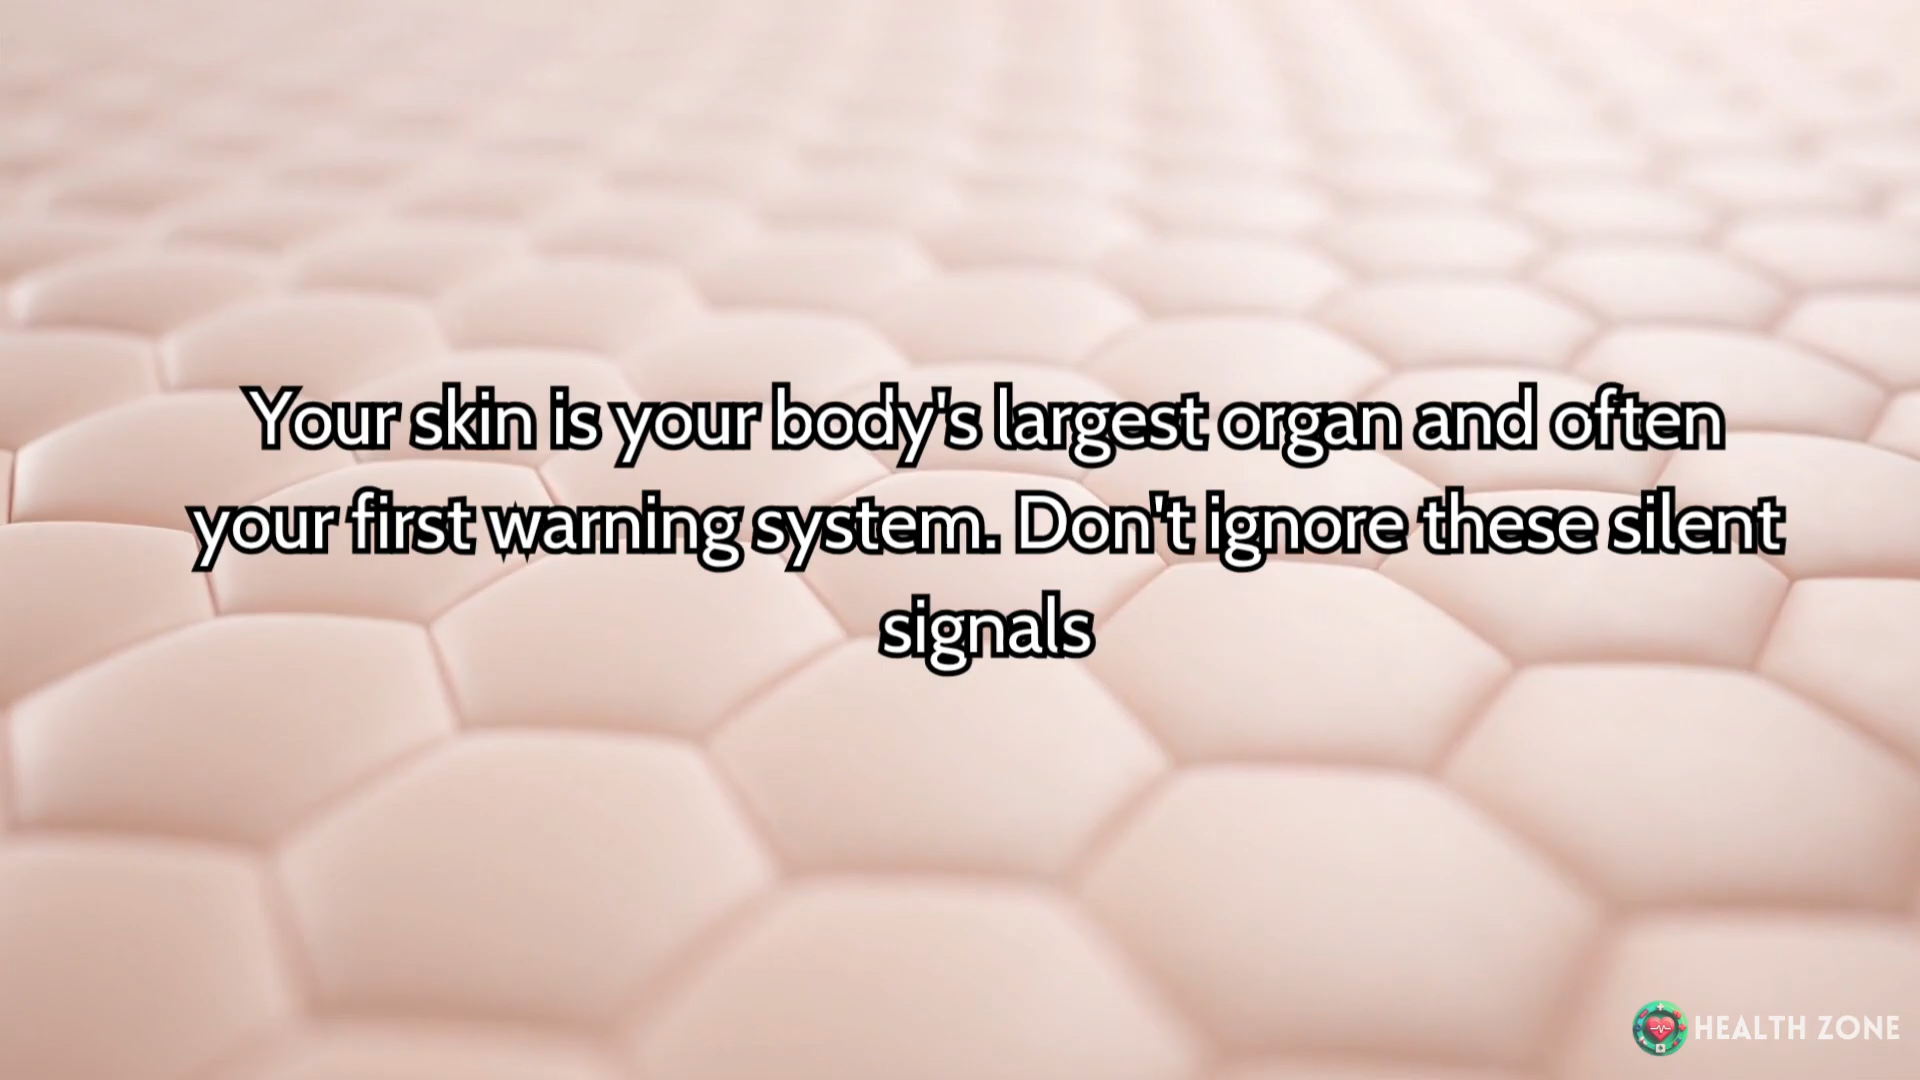 Your skin is your body's largest organ and often
your first warning system. Don't ignore these silent
signals
HEALTH ZONE